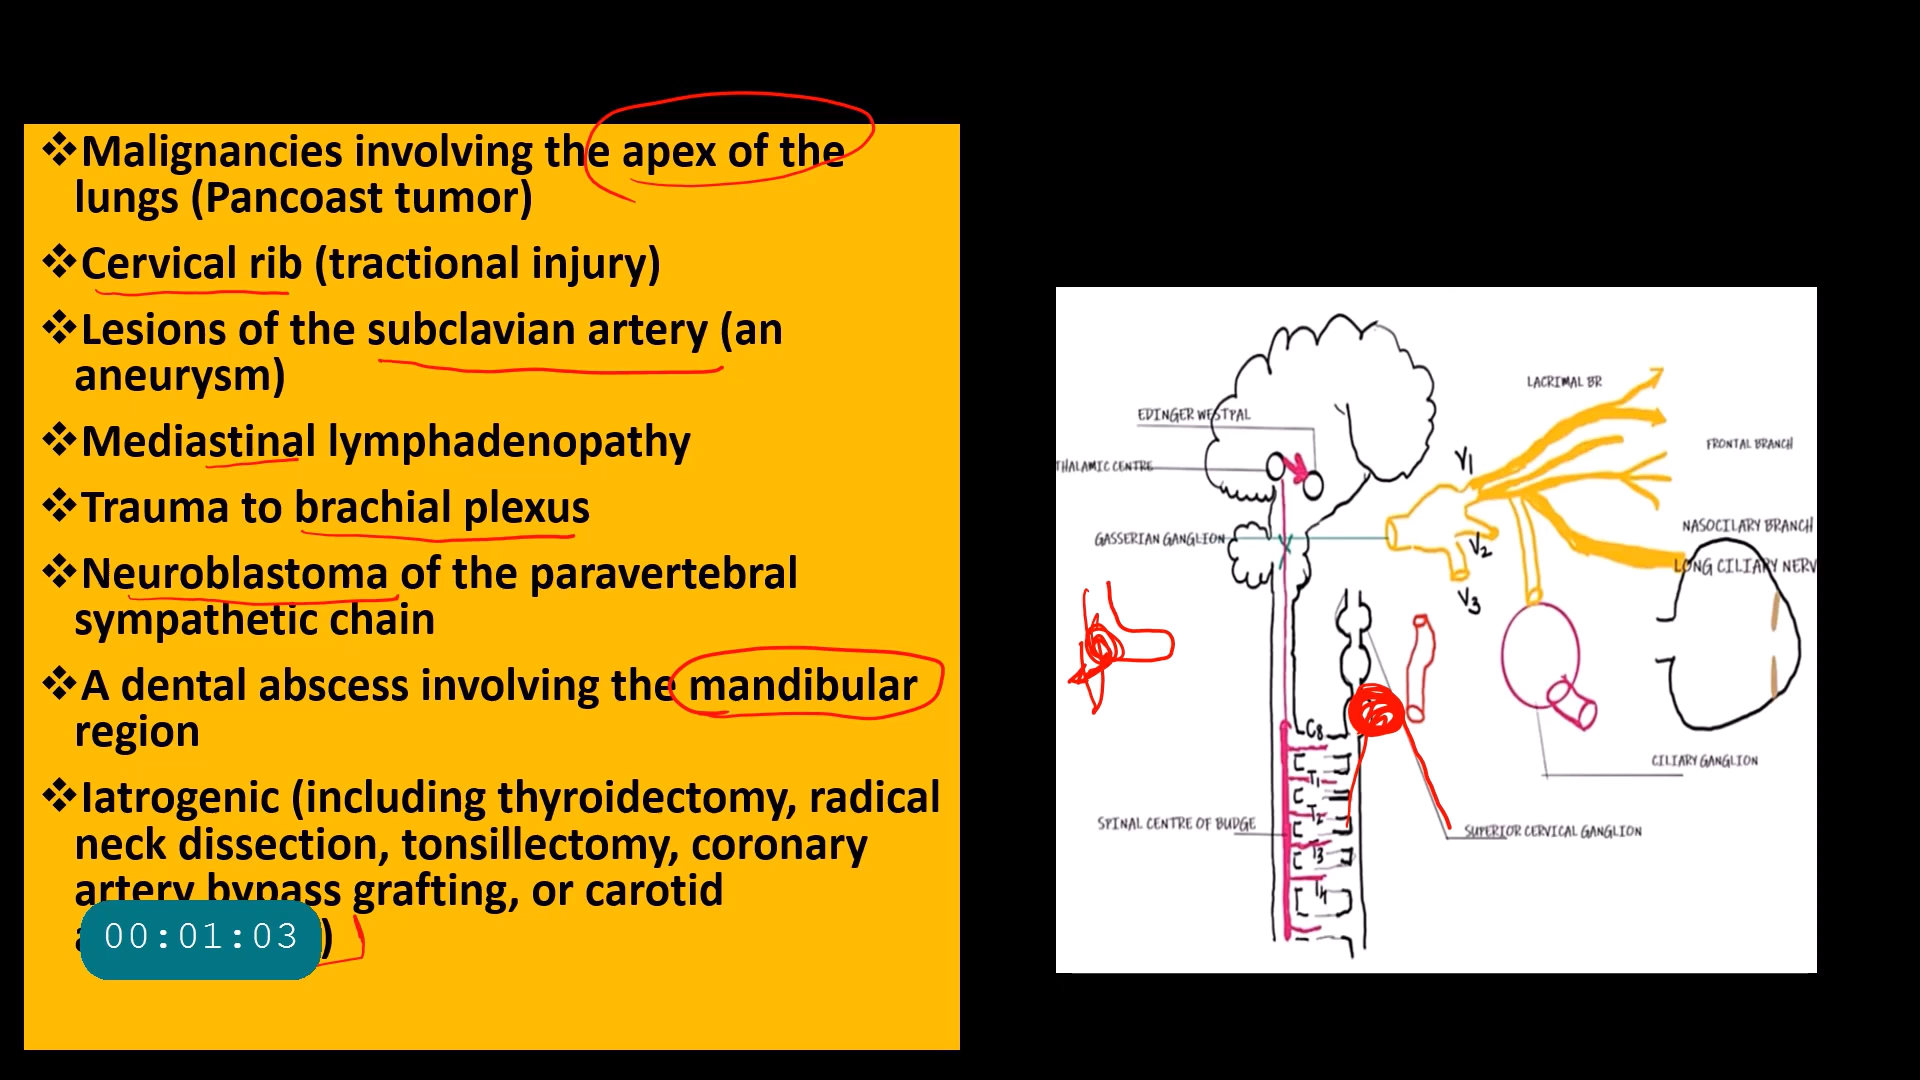 ❖Malignancies involving the apex of the
lungs (Pancoast tumor)
❖Cervical rib (tractional injury)
❖Lesions of the subclavian artery (an
aneurysm)
❖Mediastinal lymphadenopathy
❖Trauma to brachial plexus
❖Neuroblastoma of the paravertebral
sympathetic chain
❖A dental abscess involving the mandibular
region
❖Iatrogenic (including thyroidectomy, radical
neck dissection, tonsillectomy, coronary
artery bypass grafting, or carotid
)
00:01:03
LACRIMAL BR
EDINGER WESTPAL
FRONTAL BRANCH
V1
THALAMIC CENTRE
NASOCILARY BRANCH
GASSERIAN GANGLION
V2
LONG CILIARY NERV
V3
C8
CILIARY GANGLION
T1
T2
SPINAL CENTRE OF BUDGE
SUPERIOR CERVICAL GANGLION
T3
T4